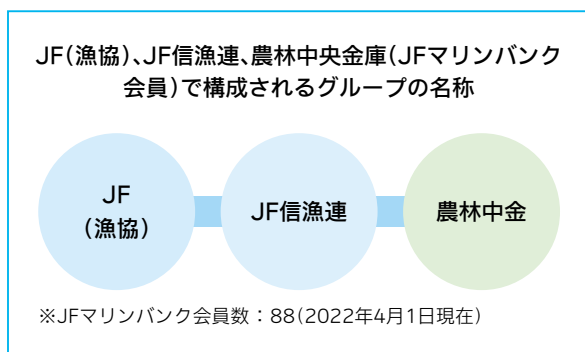 JF(漁協)、JF信漁連、農林中央金庫(JFマリンバンク
会員)で構成されるグループの名称
JF
(漁協)
JF信漁連
農林中金
※JFマリンバンク会員数：88(2022年4月1日現在)